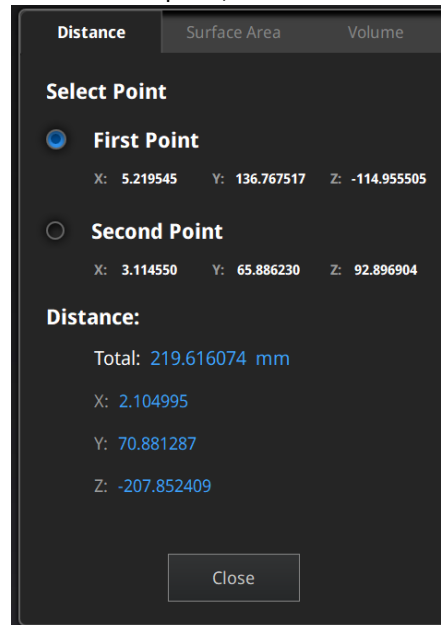 Distance Surface Area Volume
Select Point
First Point
X: 5.219545 Y: 136.767517 Z: -114.955505
Second Point
X: 3.114550 Y: 65.886230 Z: 92.896904
Distance:
Total: 219.616074 mm
X: 2.104995
Y: 70.881287
Z: -207.852409
Close